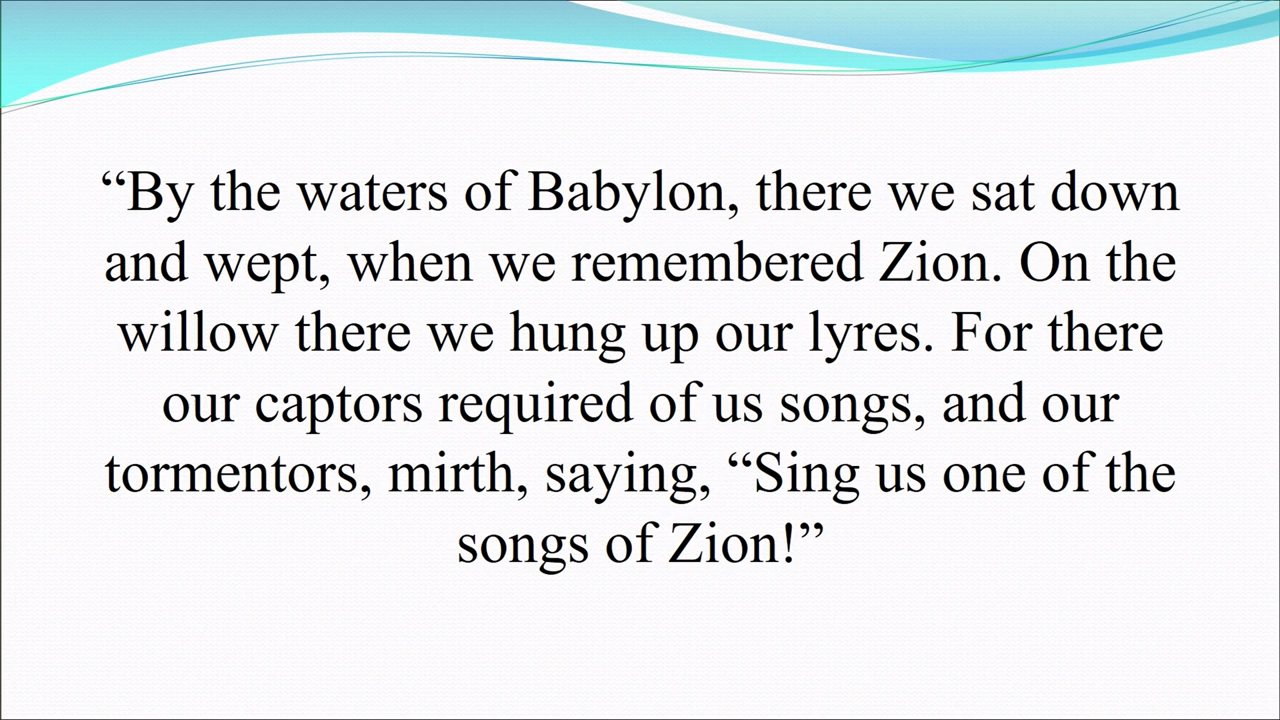 “By the waters of Babylon, there we sat down
and wept, when we remembered Zion. On the
willow there we hung up our lyres. For there
our captors required of us songs, and our
tormentors, mirth, saying, “Sing us one of the
songs of Zion!”